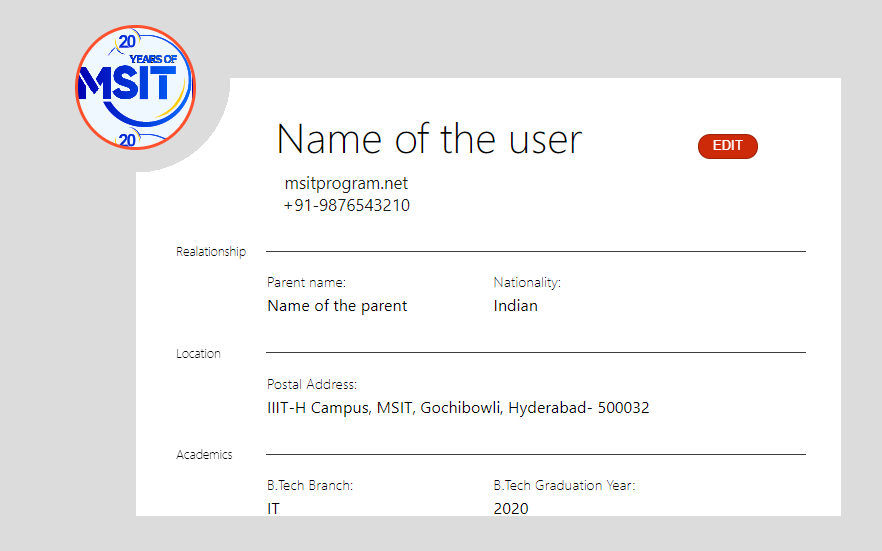 20
YEARS OF
MSIT
20
Name of the user
EDIT
msitprogram.net
+91-9876543210
Realationship
Parent name: Nationality:
Name of the parent Indian
Location
Postal Address:
IIIT-H Campus, MSIT, Gochibowli, Hyderabad- 500032
Academics
B.Tech Branch: B.Tech Graduation Year:
IT 2020